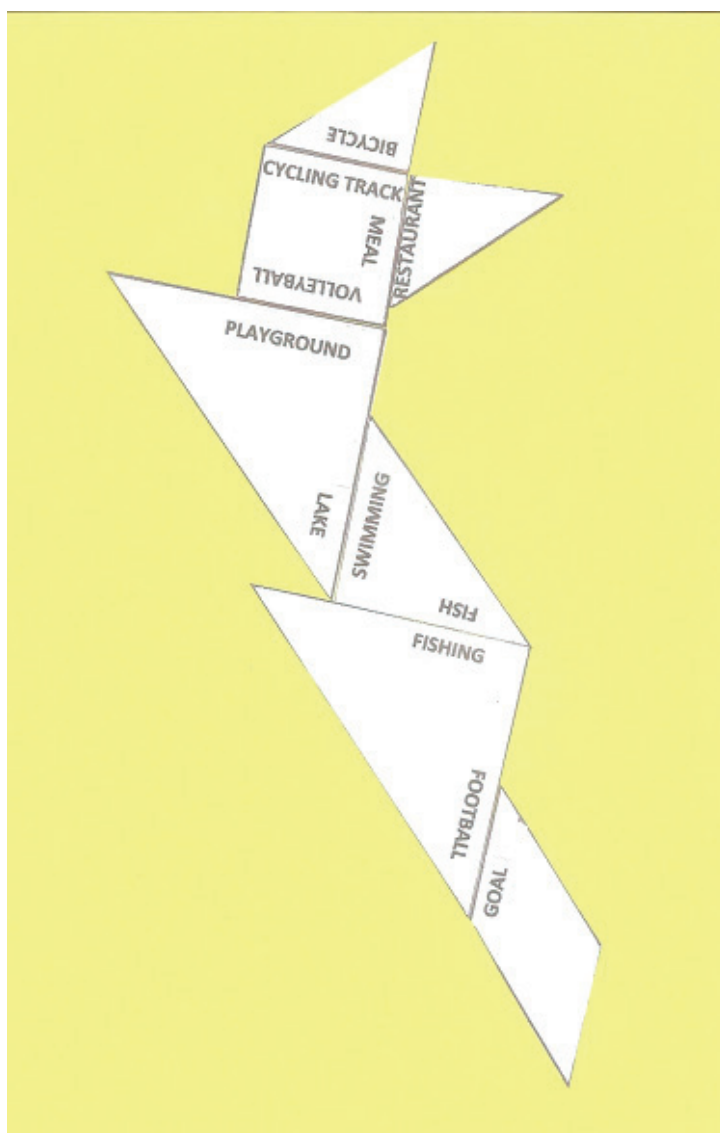 BICYCLE
CYCLING TRACK
RESTAURANT
MEAL
VOLLEYBALL
PLAYGROUND
LAKE
SWIMMING
FISH
FISHING
FOOTBALL
GOAL